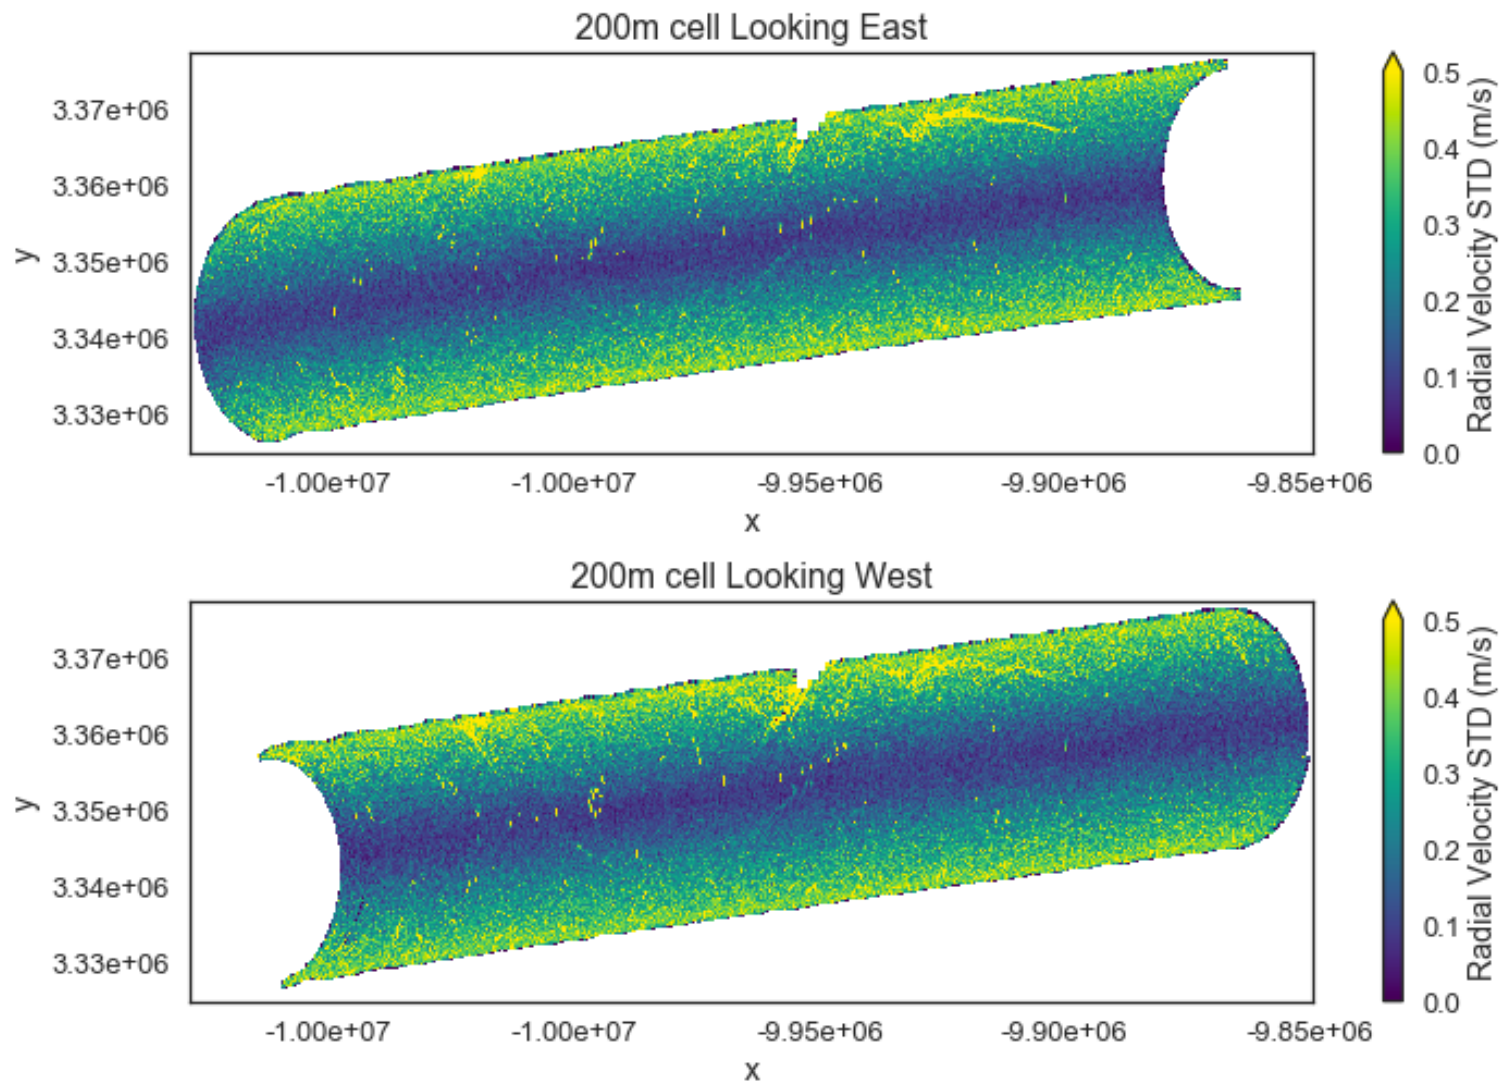 200m cell Looking East
3.37e+06
3.36e+06
3.35e+06
3.34e+06
3.33e+06
y
-1.00e+07 -1.00e+07 -9.95e+06 -9.90e+06 -9.85e+06
x
0.5
0.4
0.3
0.2
0.1
0.0
Radial Velocity STD (m/s)
200m cell Looking West
3.37e+06
3.36e+06
3.35e+06
3.34e+06
3.33e+06
y
-1.00e+07 -1.00e+07 -9.95e+06 -9.90e+06 -9.85e+06
x
0.5
0.4
0.3
0.2
0.1
0.0
Radial Velocity STD (m/s)